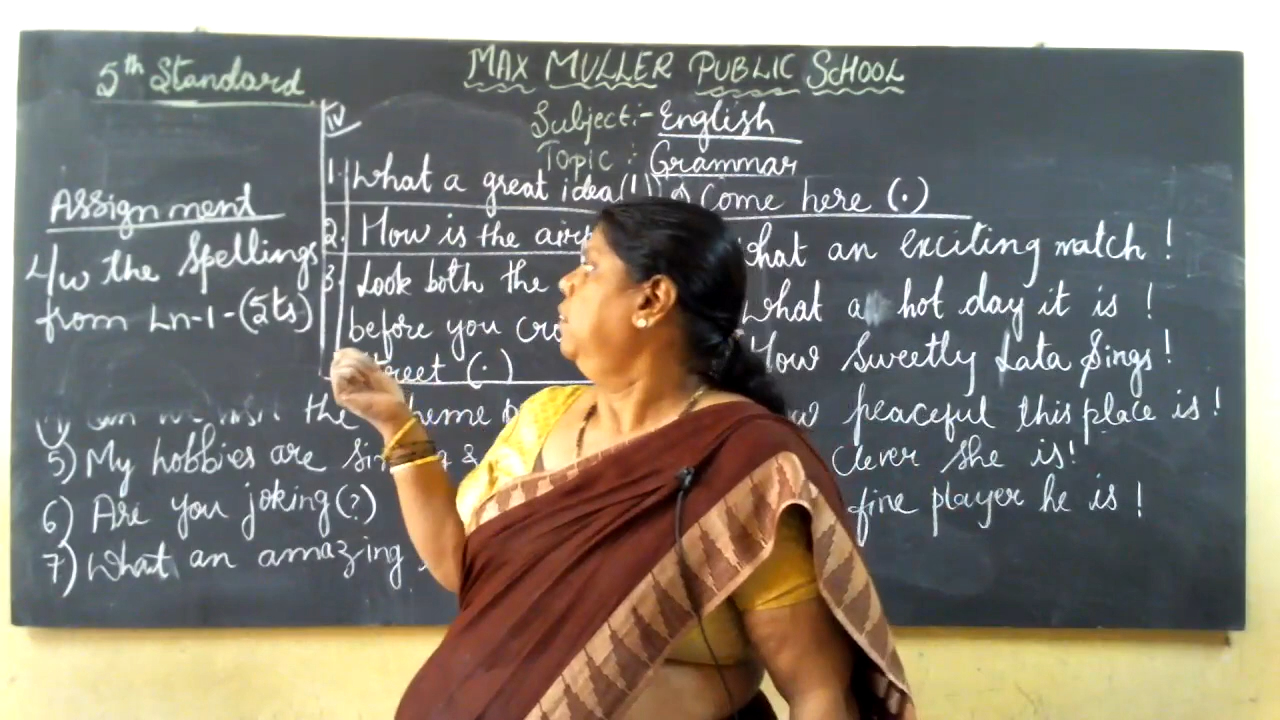 5th Standard
MAX MULLER PUBLIC SCHOOL
Subject:- English
Topic : Grammar
Assignment
L/w the Spellings
from Ln-1-(5ts)
IV
1. What a great idea(!)
2. How is the
3. Look both the
before you
street (.)
the
5) My hobbies are &
6) Are you joking(?)
7) What an amazing
Come here (.)
What an exciting match !
What a hot day it is !
How sweetly Lata Sings!
peaceful this place is !
clever she is!
fine player he is !